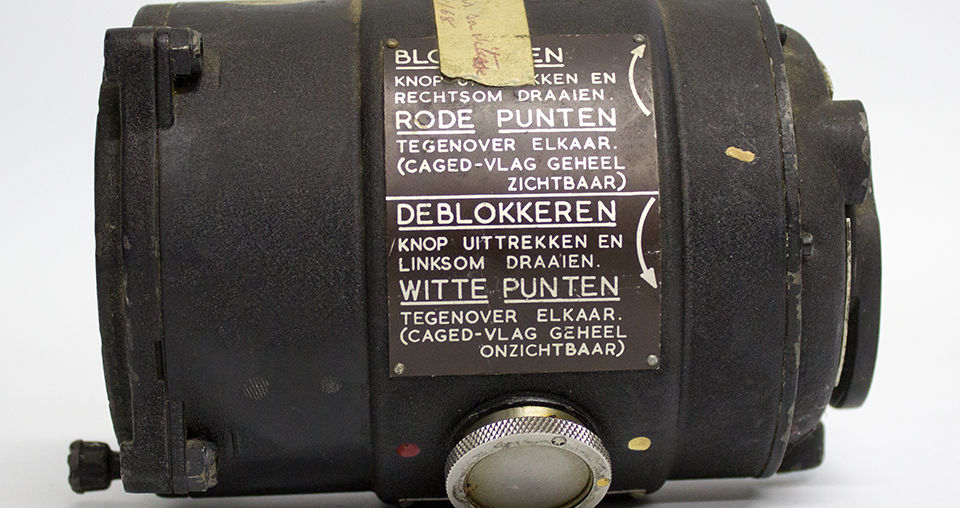 KNOP EN
RECHTSOM DRAAIEN.
RODE PUNTEN
TEGENOVER ELKAAR.
(CAGED-VLAG GEHEEL
ZICHTBAAR)
DEBLOKKEREN
KNOP UITTREKKEN EN
LINKSOM DRAAIEN.
WITTE PUNTEN
TEGENOVER ELKAAR.
(CAGED-VLAG GEHEEL
ONZICHTBAAR)